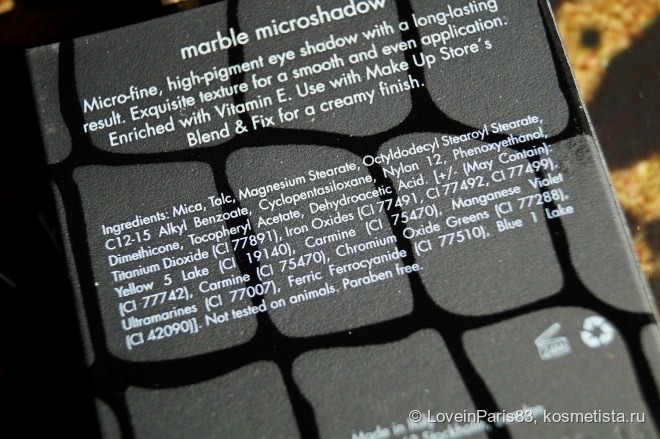 marble microshadow
Micro-fine, high-pigment eye shadow with a long-lasting
result. Exquisite texture for a smooth and even application.
Enriched with Vitamin E. Use with Make Up Store's
Blend & Fix for a creamy finish.
Ingredients: Mica, Talc, Magnesium Stearate, Octyldodecyl Stearoyl Stearate,
C12-15 Alkyl Benzoate, Cyclopentasiloxane, Nylon 12, Phenoxyethanol,
Dimethicone, Tocopheryl Acetate, Dehydroacetic Acid. [+/- (May Contain):
Titanium Dioxide (CI 77891), Iron Oxides (CI 77491, CI 77492, CI 77499),
Yellow 5 Lake (CI 19140), Carmine (CI 75470), Manganese Violet
(CI 77742), Carmine (CI 75470), Chromium Oxide Greens (CI 77288),
Ultramarines (CI 77007), Ferric Ferrocyanide (CI 77510), Blue 1 Lake
(CI 42090)]. Not tested on animals. Paraben free.
24M
Made in
Stockholm,
© LoveinParis83, kosmetista.ru